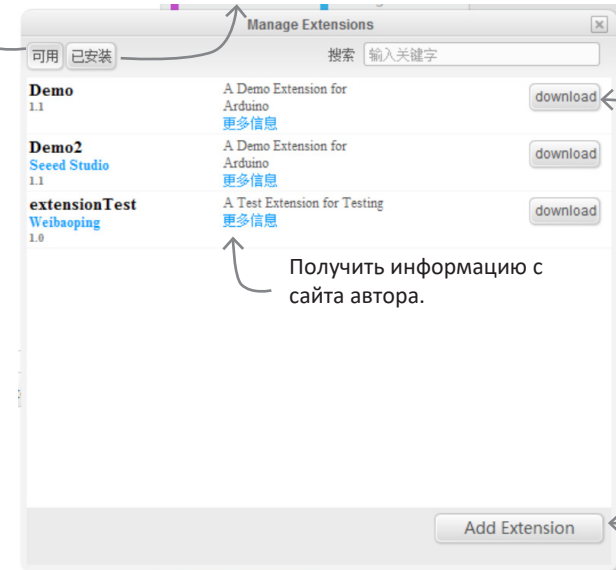 Manage Extensions
可用 已安装 搜索 输入关键字
Demo
1.1
A Demo Extension for
Arduino
更多信息
download
Demo2
Seeed Studio
1.1
A Demo Extension for
Arduino
更多信息
download
extensionTest
Weibaoping
1.0
A Test Extension for Testing
更多信息
download
Получить информацию с
сайта автора.
Add Extension